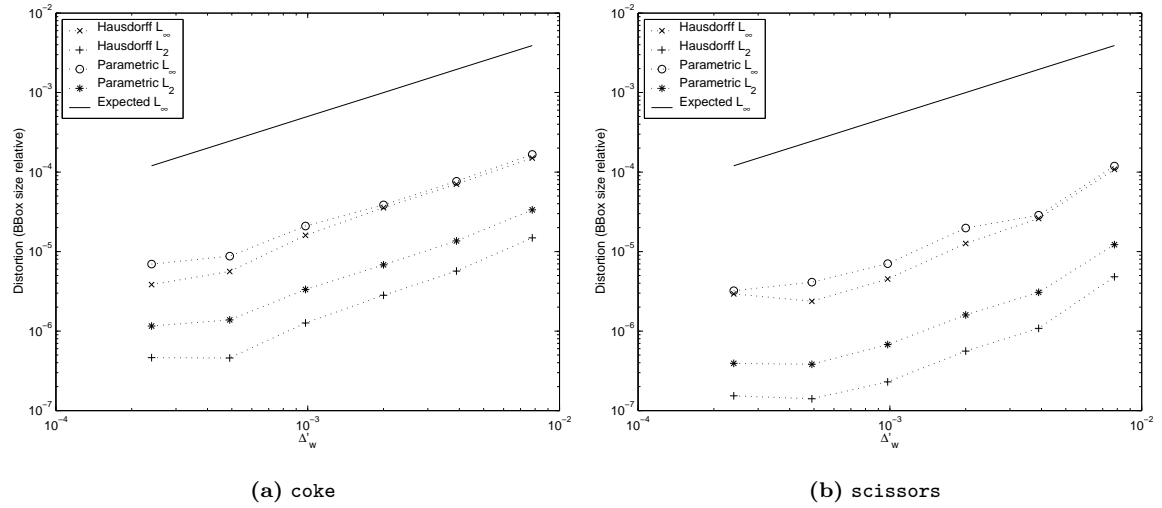 10⁻²
10⁻³
10⁻⁴
10⁻⁵
10⁻⁶
10⁻⁷
Distortion (BBox size relative)
Hausdorff L∞
Hausdorff L₂
Parametric L∞
Parametric L₂
Expected L∞
10⁻⁴ 10⁻³ 10⁻²
Δ'w
(a) coke
10⁻²
10⁻³
10⁻⁴
10⁻⁵
10⁻⁶
10⁻⁷
Distortion (BBox size relative)
Hausdorff L∞
Hausdorff L₂
Parametric L∞
Parametric L₂
Expected L∞
10⁻⁴ 10⁻³ 10⁻²
Δ'w
(b) scissors